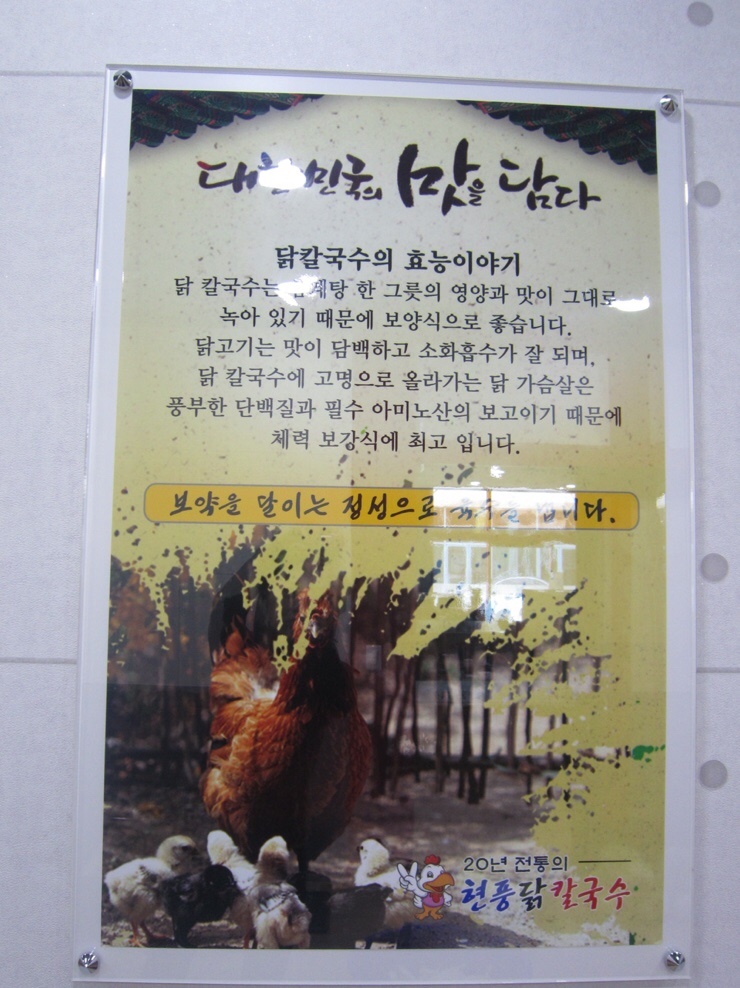 대한민국의 맛을 담다
닭칼국수의 효능이야기
닭 칼국수는 삼계탕 한 그릇의 영양과 맛이 그대로
녹아 있기 때문에 보양식으로 좋습니다.
닭고기는 맛이 담백하고 소화흡수가 잘 되며,
닭 칼국수에 고명으로 올라가는 닭 가슴살은
풍부한 단백질과 필수 아미노산의 보고이기 때문에
체력 보강식에 최고 입니다.
보약을 달이는 정성으로 육수를 냅니다.
20년 전통의
현풍닭칼국수